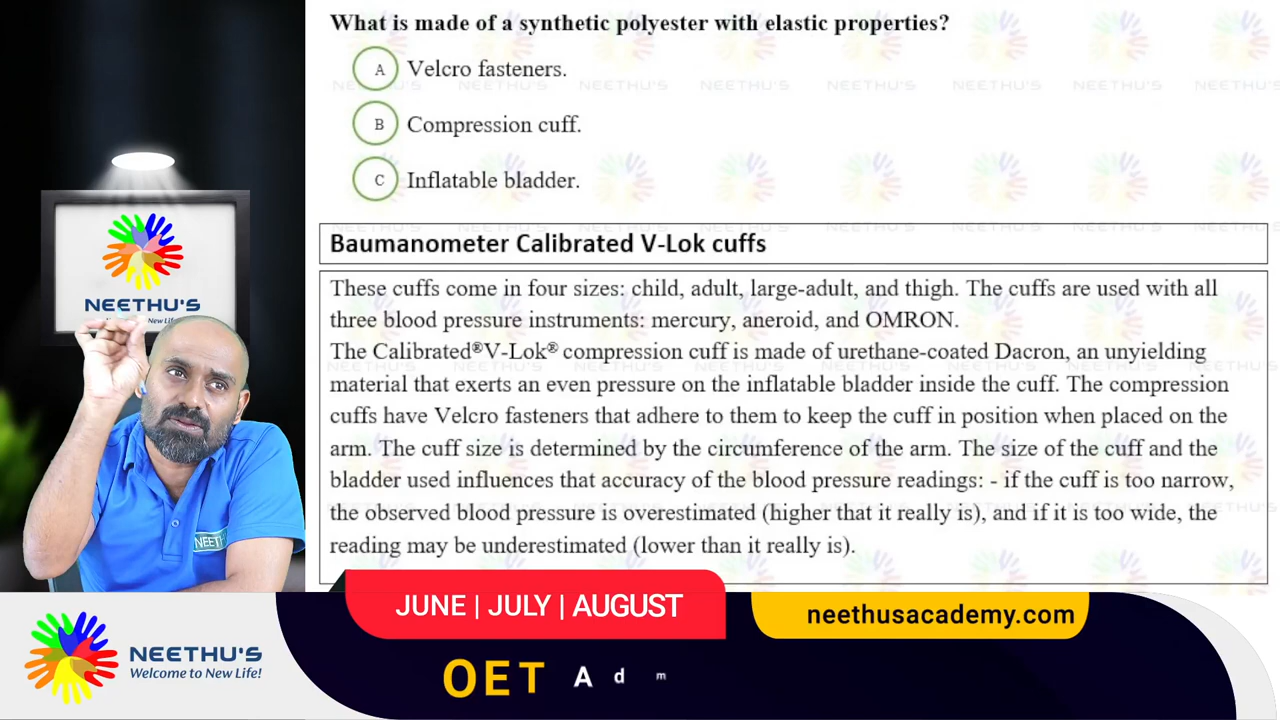 What is made of a synthetic polyester with elastic properties?
A Velcro fasteners.
B Compression cuff.
C Inflatable bladder.
Baumanometer Calibrated V-Lok cuffs
These cuffs come in four sizes: child, adult, large-adult, and thigh. The cuffs are used with all
three blood pressure instruments: mercury, aneroid, and OMRON.
The Calibrated®V-Lok® compression cuff is made of urethane-coated Dacron, an unyielding
material that exerts an even pressure on the inflatable bladder inside the cuff. The compression
cuffs have Velcro fasteners that adhere to them to keep the cuff in position when placed on the
arm. The cuff size is determined by the circumference of the arm. The size of the cuff and the
bladder used influences that accuracy of the blood pressure readings: - if the cuff is too narrow,
the observed blood pressure is overestimated (higher that it really is), and if it is too wide, the
reading may be underestimated (lower than it really is).
NEETHU'S
New
NEETHU'S
JUNE | JULY | AUGUST
neethusacademy.com
NEETHU'S
Welcome to New Life!
OET A d m